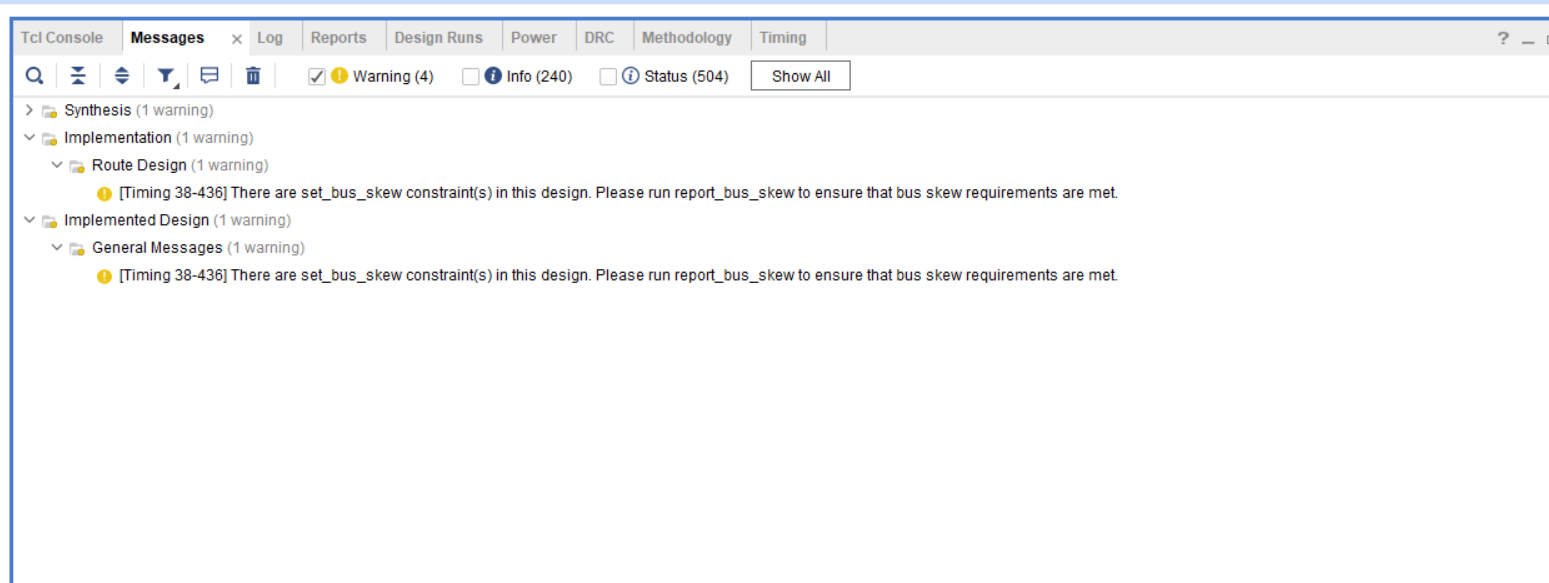 Tcl Console Messages × Log Reports Design Runs Power DRC Methodology Timing ? _
Warning (4) Info (240) Status (504) Show All
Synthesis (1 warning)
Implementation (1 warning)
Route Design (1 warning)
[Timing 38-436] There are set_bus_skew constraint(s) in this design. Please run report_bus_skew to ensure that bus skew requirements are met.
Implemented Design (1 warning)
General Messages (1 warning)
[Timing 38-436] There are set_bus_skew constraint(s) in this design. Please run report_bus_skew to ensure that bus skew requirements are met.